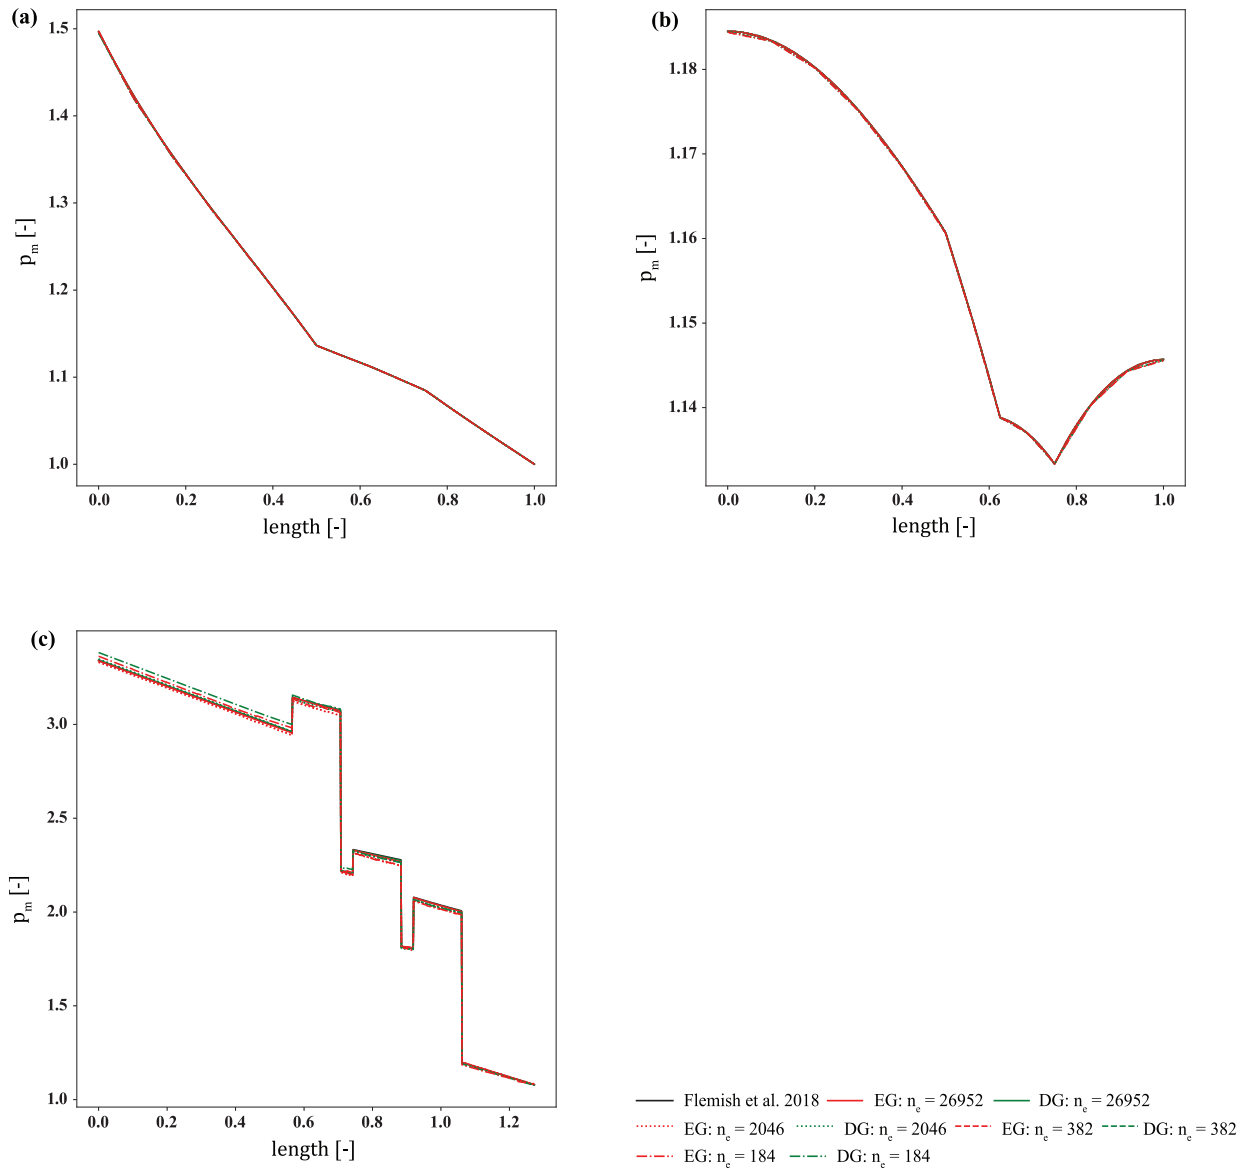 (a)
1.5
1.4
1.3
1.2
1.1
1.0
p_m [-]
0.0 0.2 0.4 0.6 0.8 1.0
length [-]
(b)
1.18
1.17
1.16
1.15
1.14
p_m [-]
0.0 0.2 0.4 0.6 0.8 1.0
length [-]
(c)
3.0
2.5
2.0
1.5
1.0
p_m [-]
0.0 0.2 0.4 0.6 0.8 1.0 1.2
length [-]
Flemish et al. 2018 EG: n_e = 26952 DG: n_e = 26952
EG: n_e = 2046 DG: n_e = 2046 EG: n_e = 382 DG: n_e = 382
EG: n_e = 184 DG: n_e = 184